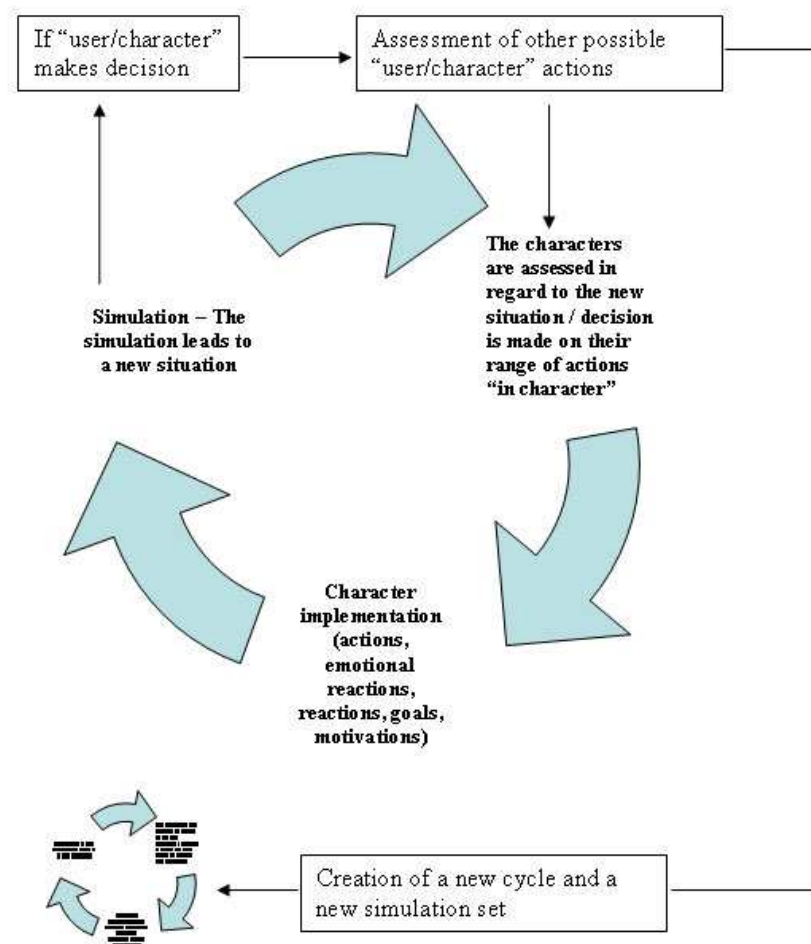 If “user/character”
makes decision
Assessment of other possible
“user/character” actions
The characters
are assessed in
regard to the new
situation / decision
is made on their
range of actions
“in character”
Simulation – The
simulation leads to
a new situation
Character
implementation
(actions,
emotional
reactions,
reactions, goals,
motivations)
Creation of a new cycle and a
new simulation set